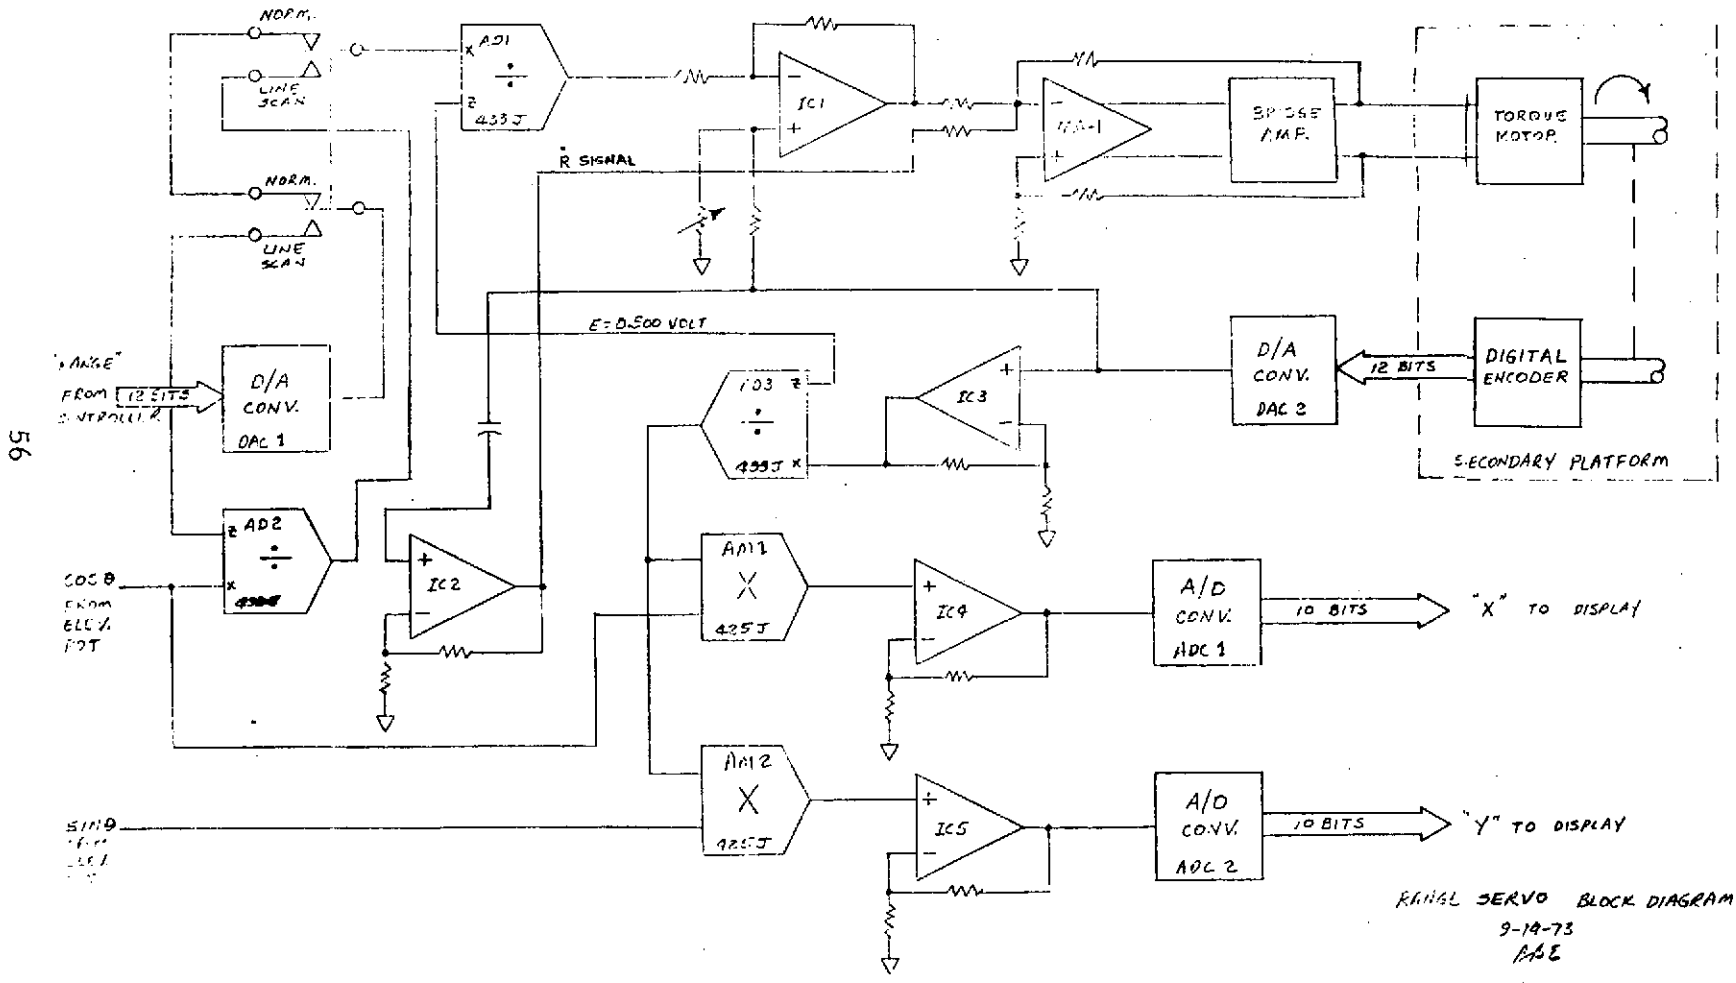 NORM.
LINE
SCAN
X
AD1
÷
Z
433J
IC1
−
+
BRIDGE
AMP.
−
+
TORQUE
MOTOR
Ṙ SIGNAL
NORM.
LINE
SCAN
E = 0.500 VOLT
"RANGE"
FROM
CONTROLLER
12 BITS
D/A
CONV.
DAC 1
Z
÷
433J
X
+
IC3
−
D/A
CONV.
DAC 2
12 BITS
DIGITAL
ENCODER
SECONDARY PLATFORM
56
Z
AD2
÷
X
COS θ
FROM
ELEV.
POT
+
IC2
−
AM1
X
425J
+
IC4
−
A/D
CONV.
ADC 1
10 BITS
"X" TO DISPLAY
SIN θ
AM2
X
425J
+
IC5
−
A/D
CONV.
ADC 2
10 BITS
"Y" TO DISPLAY
RANGE SERVO BLOCK DIAGRAM
9-14-73